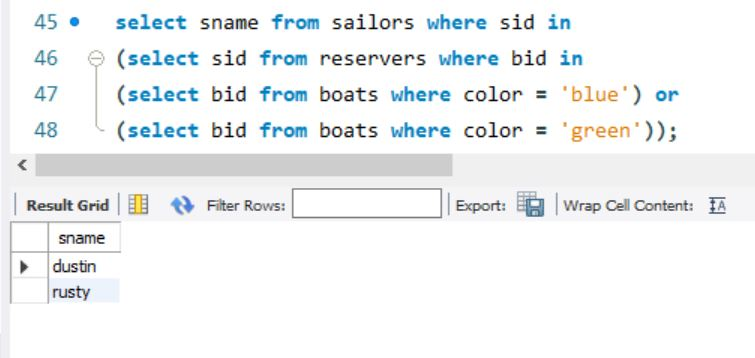 45 select sname from sailors where sid in
46 (select sid from reservers where bid in
47 (select bid from boats where color = 'blue') or
48 (select bid from boats where color = 'green'));
Result Grid Filter Rows: Export: Wrap Cell Content: IA
sname
dustin
rusty